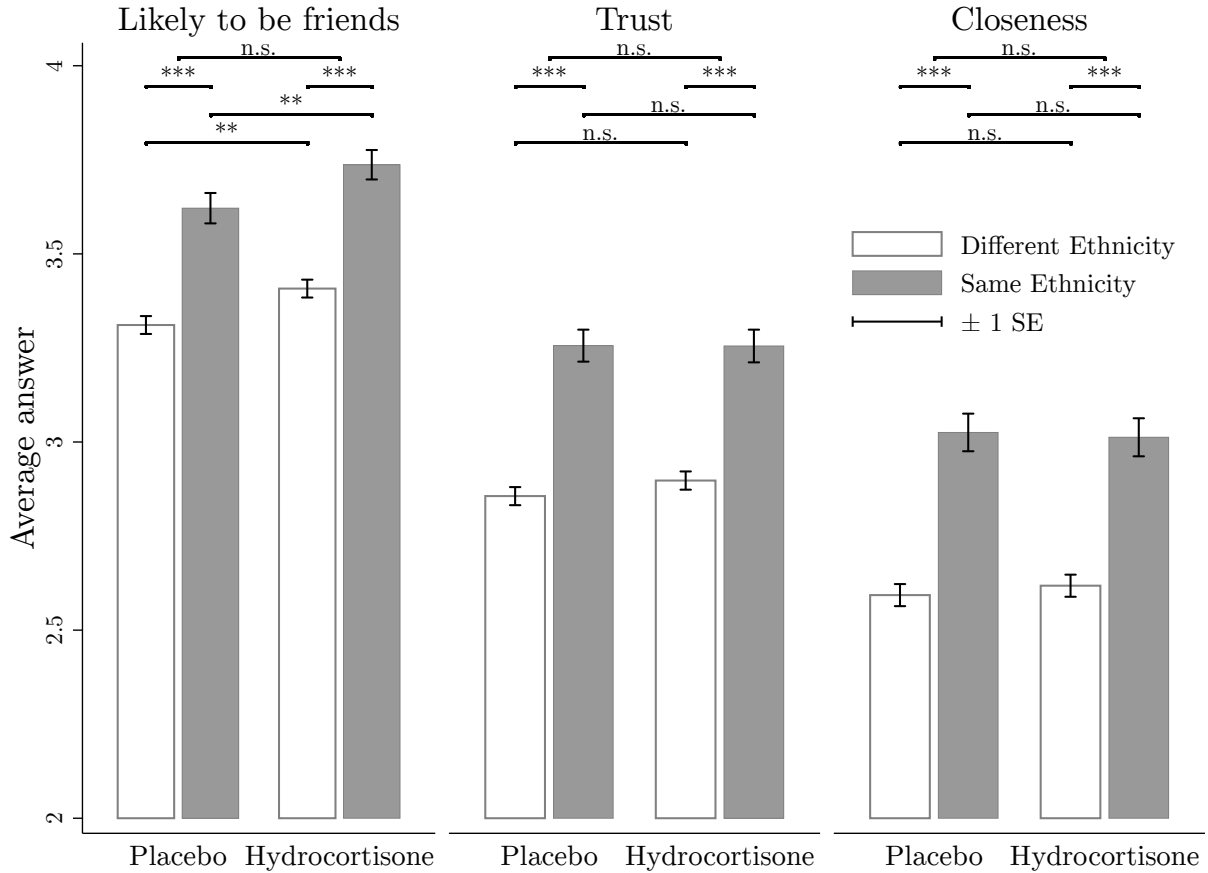 Likely to be friends
Trust
Closeness
n.s.
n.s.
n.s.
***
***
***
***
***
***
**
n.s.
n.s.
**
n.s.
n.s.
4
3.5
3
2.5
2
Average answer
Different Ethnicity
Same Ethnicity
± 1 SE
Placebo
Hydrocortisone
Placebo
Hydrocortisone
Placebo
Hydrocortisone